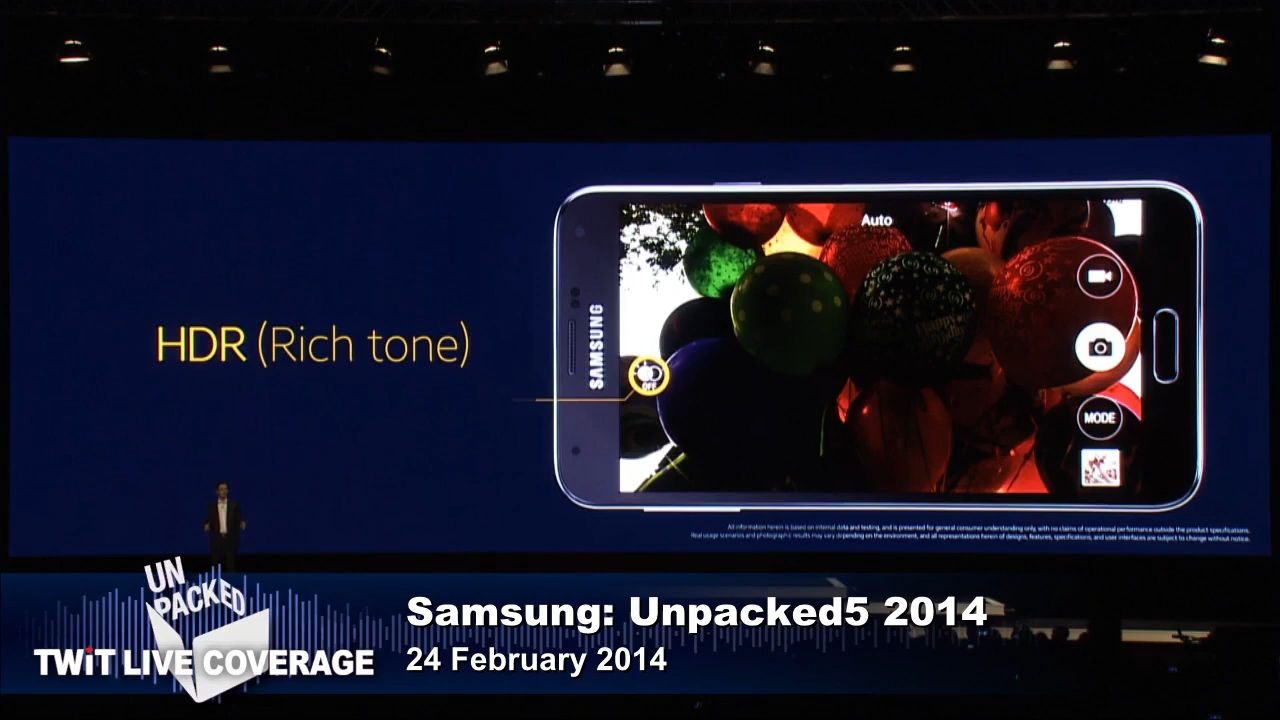 Auto
HDR (Rich tone)
SAMSUNG
OFF
MODE
Happy
All information herein is based on internal data and testing, and is presented for general consumer understanding only, with no claims of operational performance outside the product specifications.
Real usage scenarios and photographic results may vary depending on the environment, and all representations herein of designs, features, specifications, and user interfaces are subject to change without notice.
UN
PACKED
TWiT LIVE COVERAGE
Samsung: Unpacked5 2014
24 February 2014